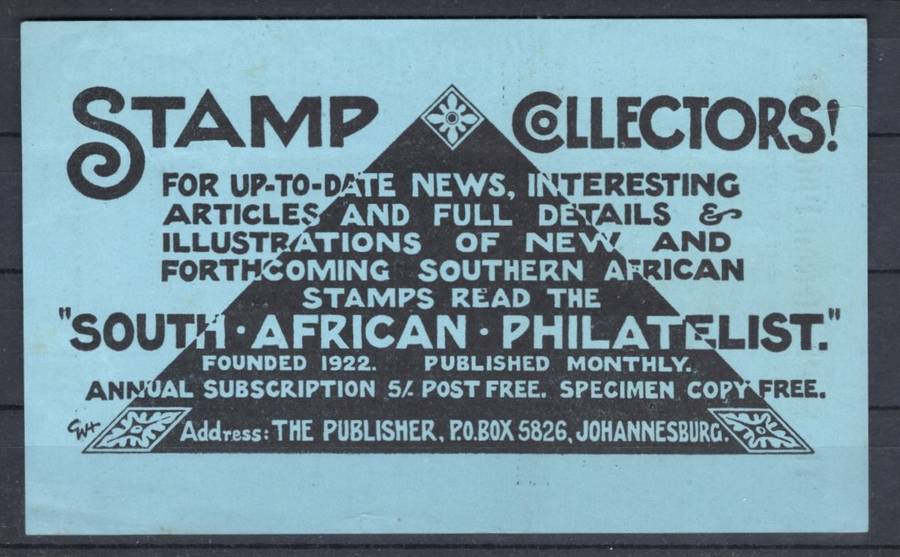 STAMP COLLECTORS!
FOR UP-TO-DATE NEWS, INTERESTING
ARTICLES AND FULL DETAILS &
ILLUSTRATIONS OF NEW AND
FORTHCOMING SOUTHERN AFRICAN
STAMPS READ THE
"SOUTH·AFRICAN·PHILATELIST."
FOUNDED 1922. PUBLISHED MONTHLY.
ANNUAL SUBSCRIPTION 5/- POST FREE. SPECIMEN COPY FREE.
Address: THE PUBLISHER, P.O. BOX 5826, JOHANNESBURG.